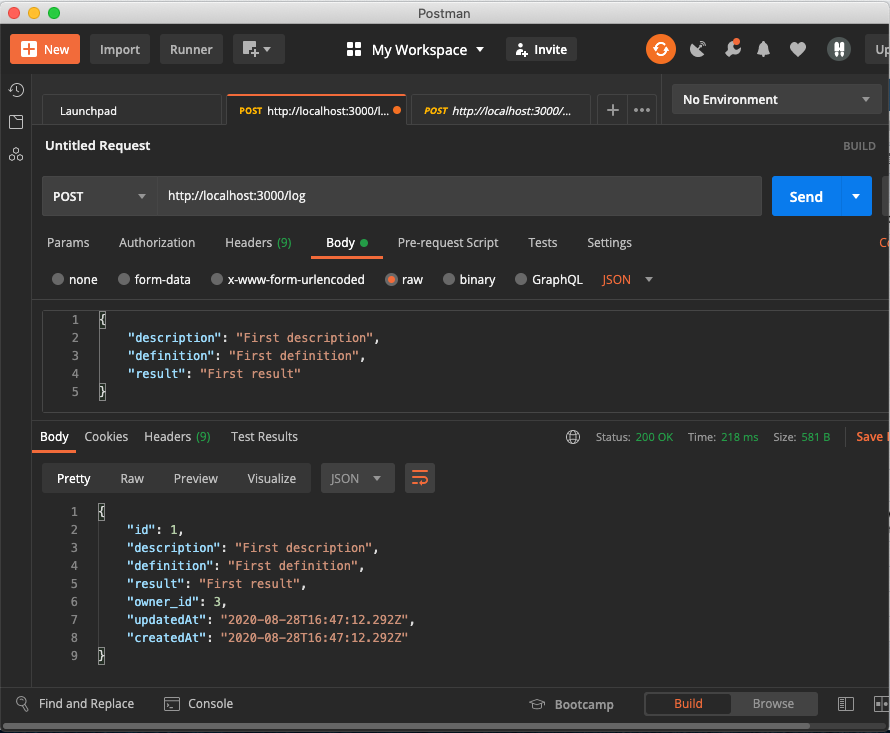 Postman
New Import Runner My Workspace Invite Up
Launchpad POST http://localhost:3000/l... POST http://localhost:3000/... + ••• No Environment
Untitled Request BUILD
POST http://localhost:3000/log Send
Params Authorization Headers (9) Body Pre-request Script Tests Settings Co
none form-data x-www-form-urlencoded raw binary GraphQL JSON
1 {
2 "description": "First description",
3 "definition": "First definition",
4 "result": "First result"
5 }
Body Cookies Headers (9) Test Results Status: 200 OK Time: 218 ms Size: 581 B Save
Pretty Raw Preview Visualize JSON
1 {
2 "id": 1,
3 "description": "First description",
4 "definition": "First definition",
5 "result": "First result",
6 "owner_id": 3,
7 "updatedAt": "2020-08-28T16:47:12.292Z",
8 "createdAt": "2020-08-28T16:47:12.292Z"
9 }
Find and Replace Console Bootcamp Build Browse